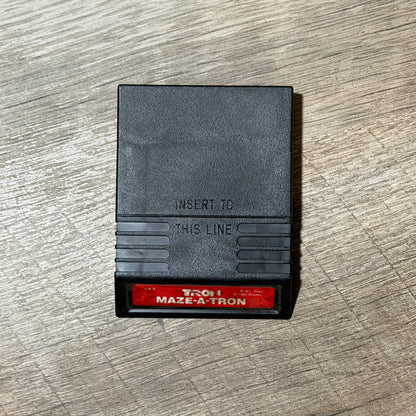 INSERT TO
THIS LINE
TRON
MAZE-A-TRON